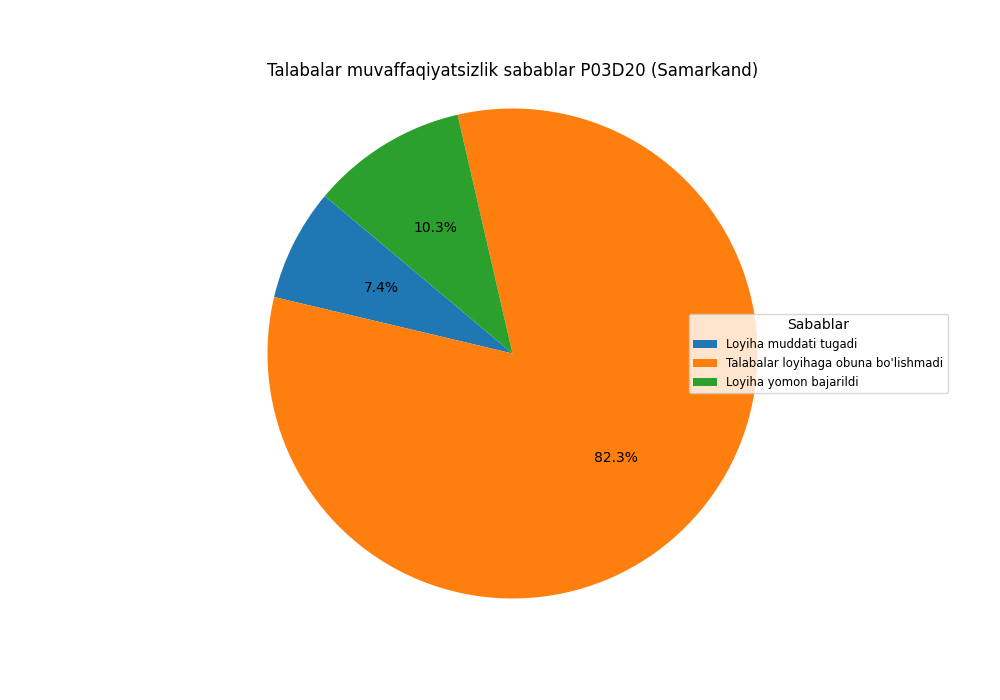 Talabalar muvaffaqiyatsizlik sabablar P03D20 (Samarkand)
10.3%
7.4%
Sabablar
Loyiha muddati tugadi
Talabalar loyihaga obuna bo'lishmadi
Loyiha yomon bajarildi
82.3%